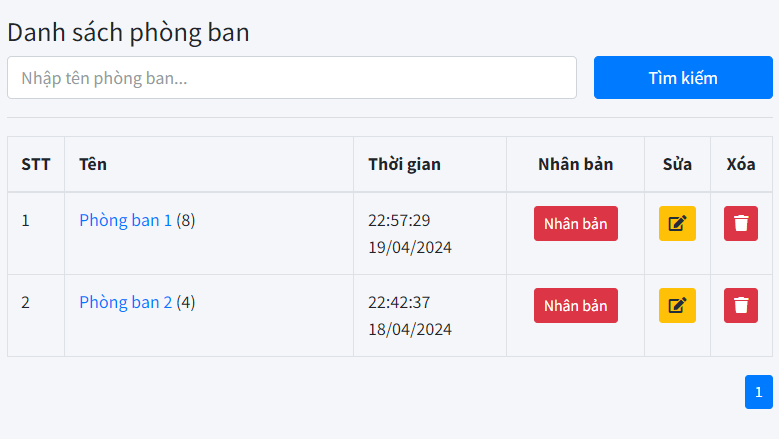 Danh sách phòng ban
Nhập tên phòng ban... Tìm kiếm
STT Tên Thời gian Nhân bản Sửa Xóa
1 Phòng ban 1 (8) 22:57:29 Nhân bản
19/04/2024
2 Phòng ban 2 (4) 22:42:37 Nhân bản
18/04/2024
1